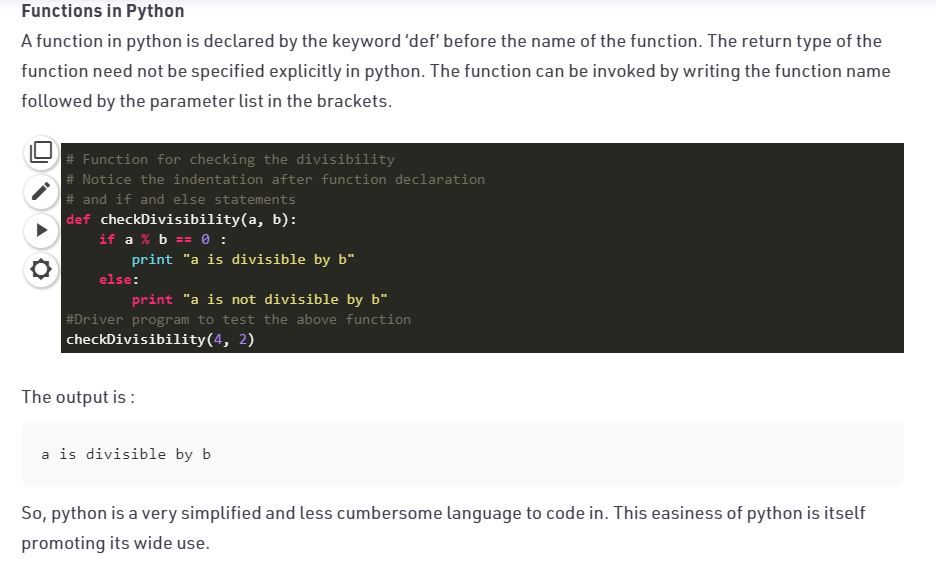 Functions in Python
A function in python is declared by the keyword ‘def’ before the name of the function. The return type of the
function need not be specified explicitly in python. The function can be invoked by writing the function name
followed by the parameter list in the brackets.
# Function for checking the divisibility
# Notice the indentation after function declaration
# and if and else statements
def checkDivisibility(a, b):
    if a % b == 0 :
        print "a is divisible by b"
    else:
        print "a is not divisible by b"
#Driver program to test the above function
checkDivisibility(4, 2)
The output is :
a is divisible by b
So, python is a very simplified and less cumbersome language to code in. This easiness of python is itself
promoting its wide use.